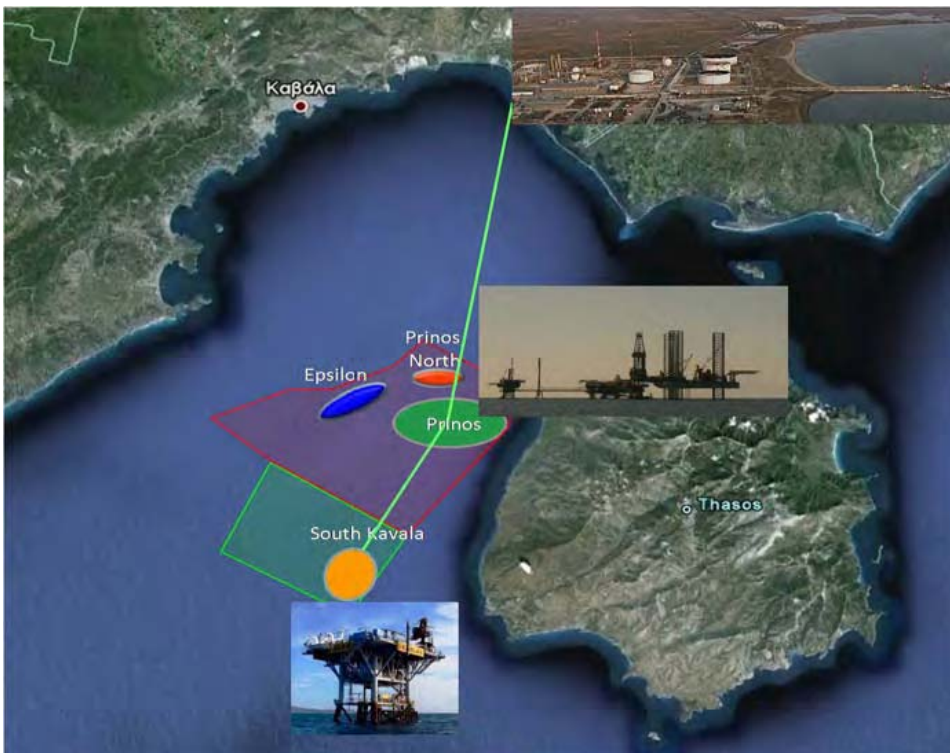 Καβάλα
Prinos
North
Epsilon
Prinos
South Kavala
Thasos